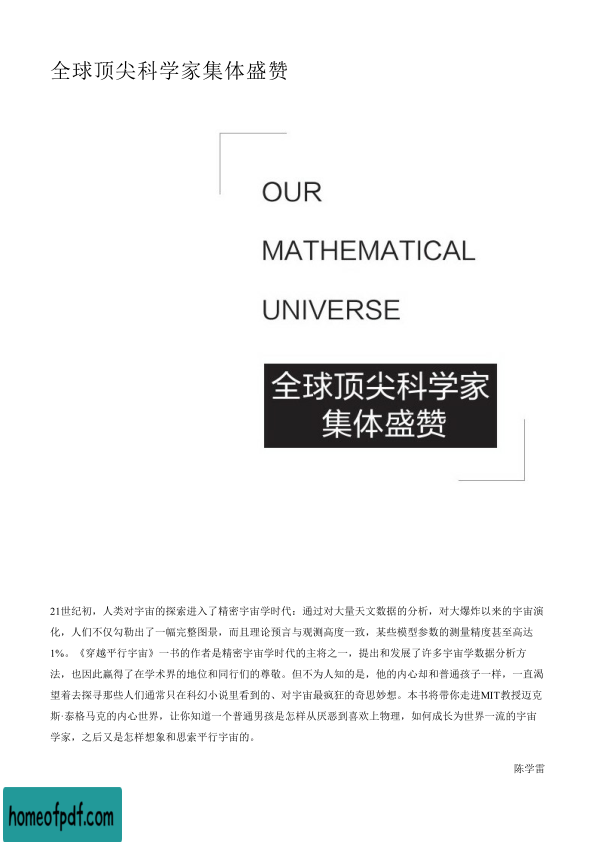 全球顶尖科学家集体盛赞
OUR
MATHEMATICAL
UNIVERSE
全球顶尖科学家
集体盛赞
21世纪初，人类对宇宙的探索进入了精密宇宙学时代：通过对大量天文数据的分析，对大爆炸以来的宇宙演
化，人们不仅勾勒出了一幅完整图景，而且理论预言与观测高度一致，某些模型参数的测量精度甚至高达
1%。《穿越平行宇宙》一书的作者是精密宇宙学时代的主将之一，提出和发展了许多宇宙学数据分析方
法，也因此赢得了在学术界的地位和同行们的尊敬。但不为人知的是，他的内心却和普通孩子一样，一直渴
望着去探寻那些人们通常只在科幻小说里看到的、对宇宙最疯狂的奇思妙想。本书将带你走进MIT教授迈克
斯·泰格马克的内心世界，让你知道一个普通男孩是怎样从厌恶到喜欢上物理，如何成长为世界一流的宇宙
学家，之后又是怎样想象和思索平行宇宙的。
陈学雷
homeofpdf.com